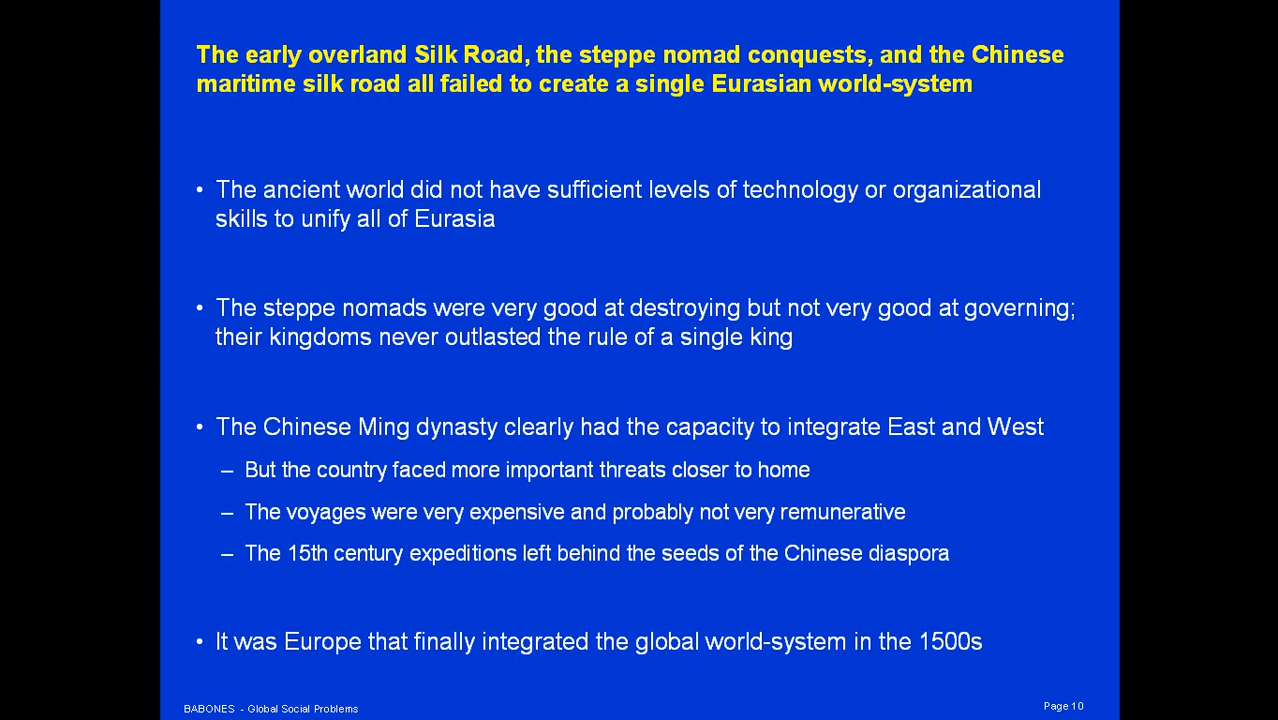 The early overland Silk Road, the steppe nomad conquests, and the Chinese
maritime silk road all failed to create a single Eurasian world-system
• The ancient world did not have sufficient levels of technology or organizational
skills to unify all of Eurasia
• The steppe nomads were very good at destroying but not very good at governing;
their kingdoms never outlasted the rule of a single king
• The Chinese Ming dynasty clearly had the capacity to integrate East and West
– But the country faced more important threats closer to home
– The voyages were very expensive and probably not very remunerative
– The 15th century expeditions left behind the seeds of the Chinese diaspora
• It was Europe that finally integrated the global world-system in the 1500s
BABONES - Global Social Problems
Page 10